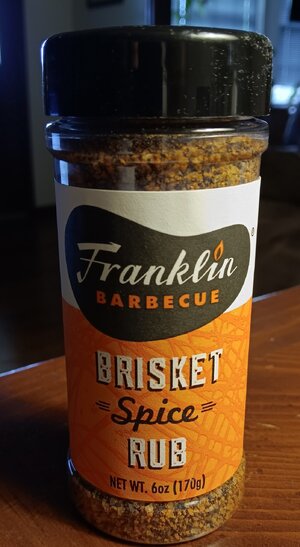 Franklin
BARBECUE
BRISKET
Spice
RUB
NET WT. 6oz (170g)